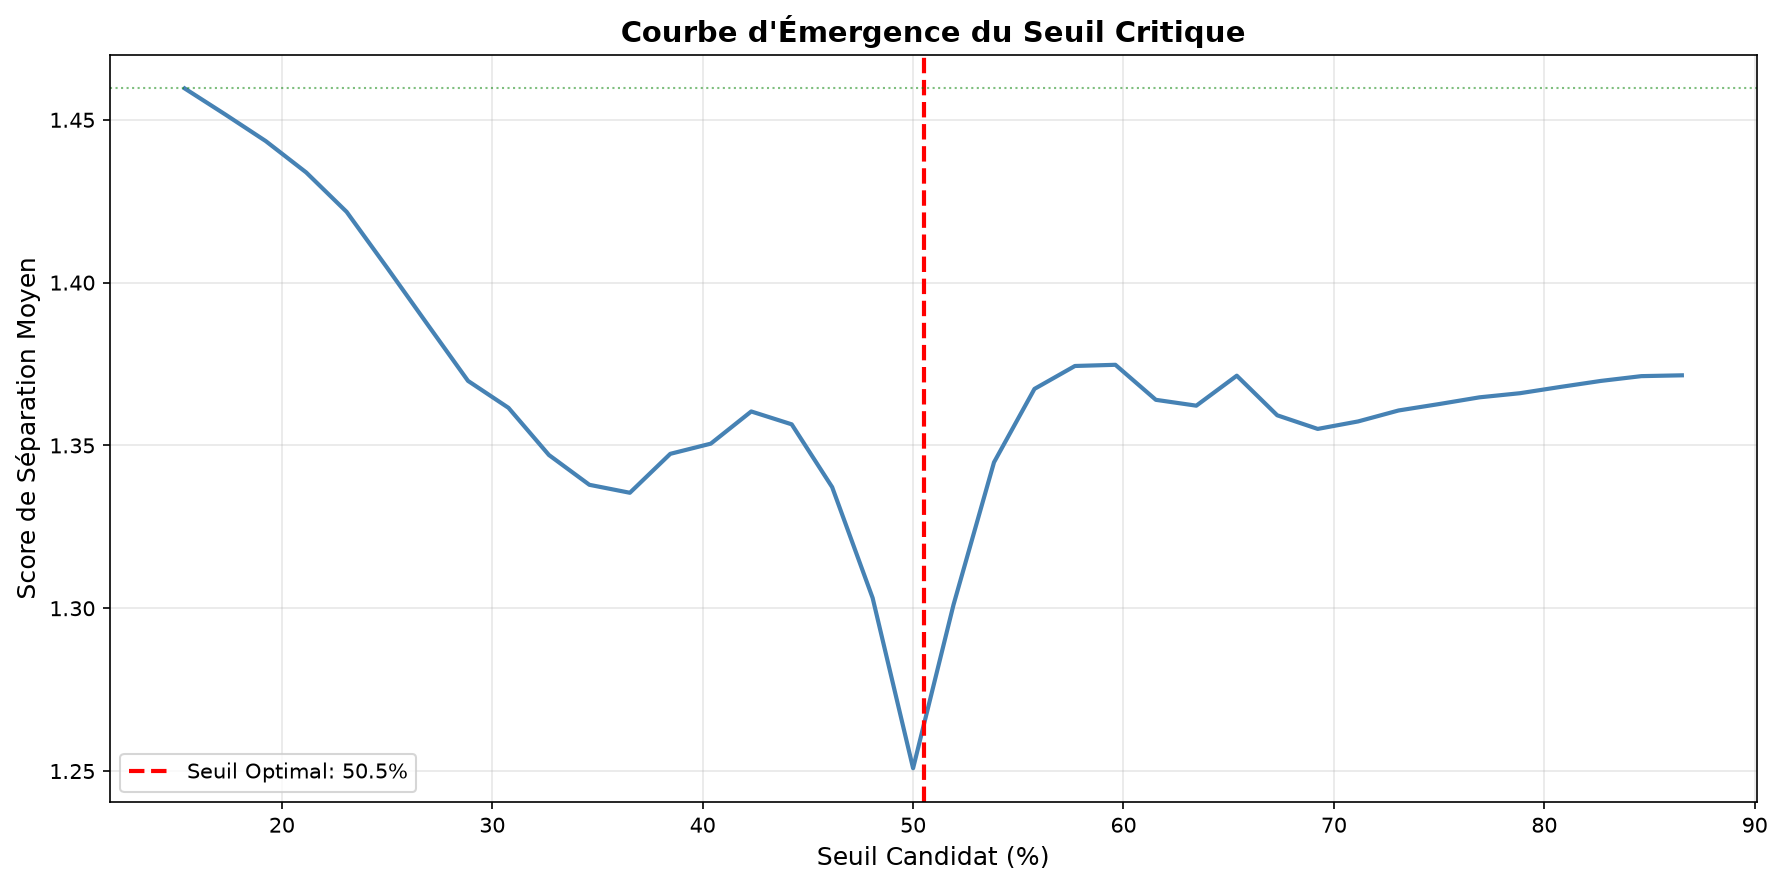 Courbe d'Émergence du Seuil Critique
Score de Séparation Moyen
1.45
1.40
1.35
1.30
1.25
Seuil Optimal: 50.5%
20 30 40 50 60 70 80 90
Seuil Candidat (%)